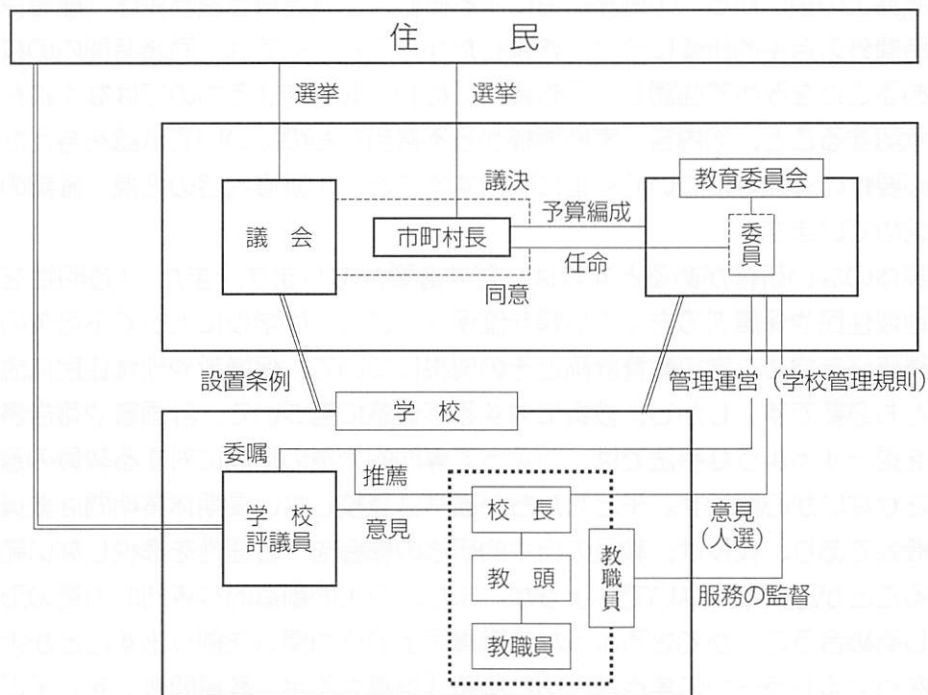 住民
選挙
選挙
議会
議決
市町村長
同意
予算編成
任命
教育委員会
委員
設置条例
管理運営（学校管理規則）
学校
委嘱
学校
評議員
推薦
意見
校長
教頭
教職員
教職員
意見
（人選）
服務の監督